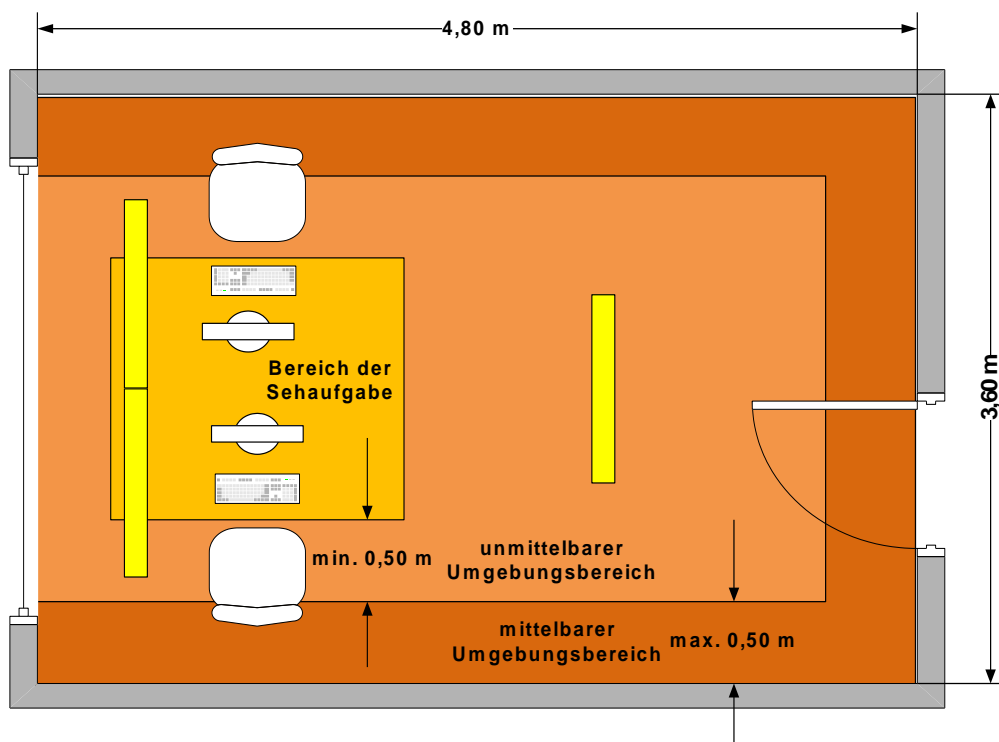 4,80 m
3,60 m
Bereich der
Sehaufgabe
min. 0,50 m
unmittelbarer
Umgebungsbereich
mittelbarer
Umgebungsbereich
max. 0,50 m